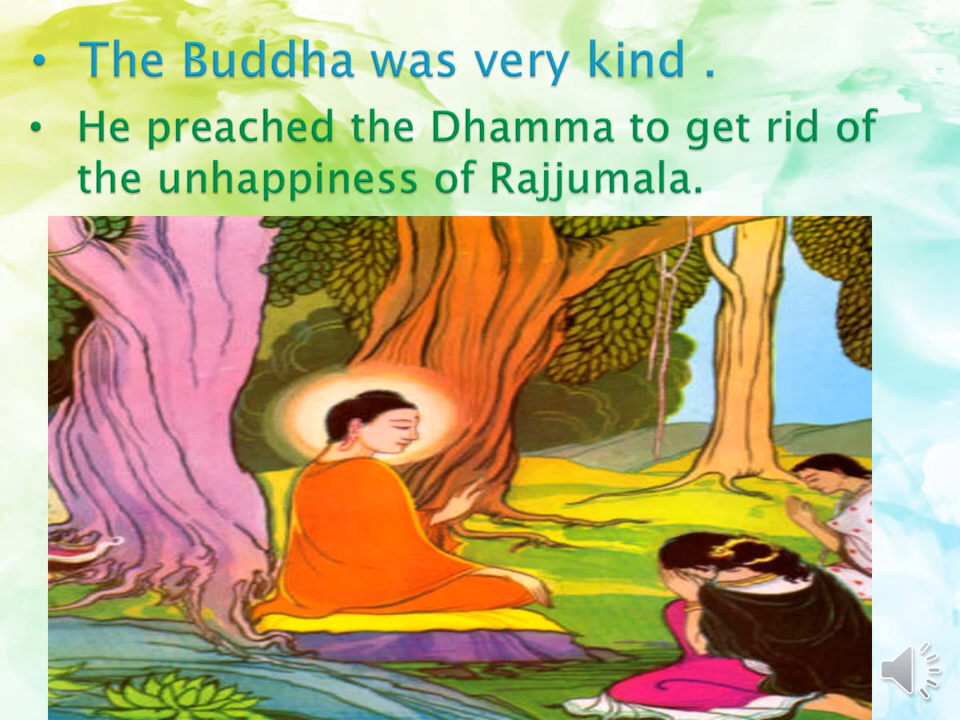 • The Buddha was very kind .
• He preached the Dhamma to get rid of
the unhappiness of Rajjumala.